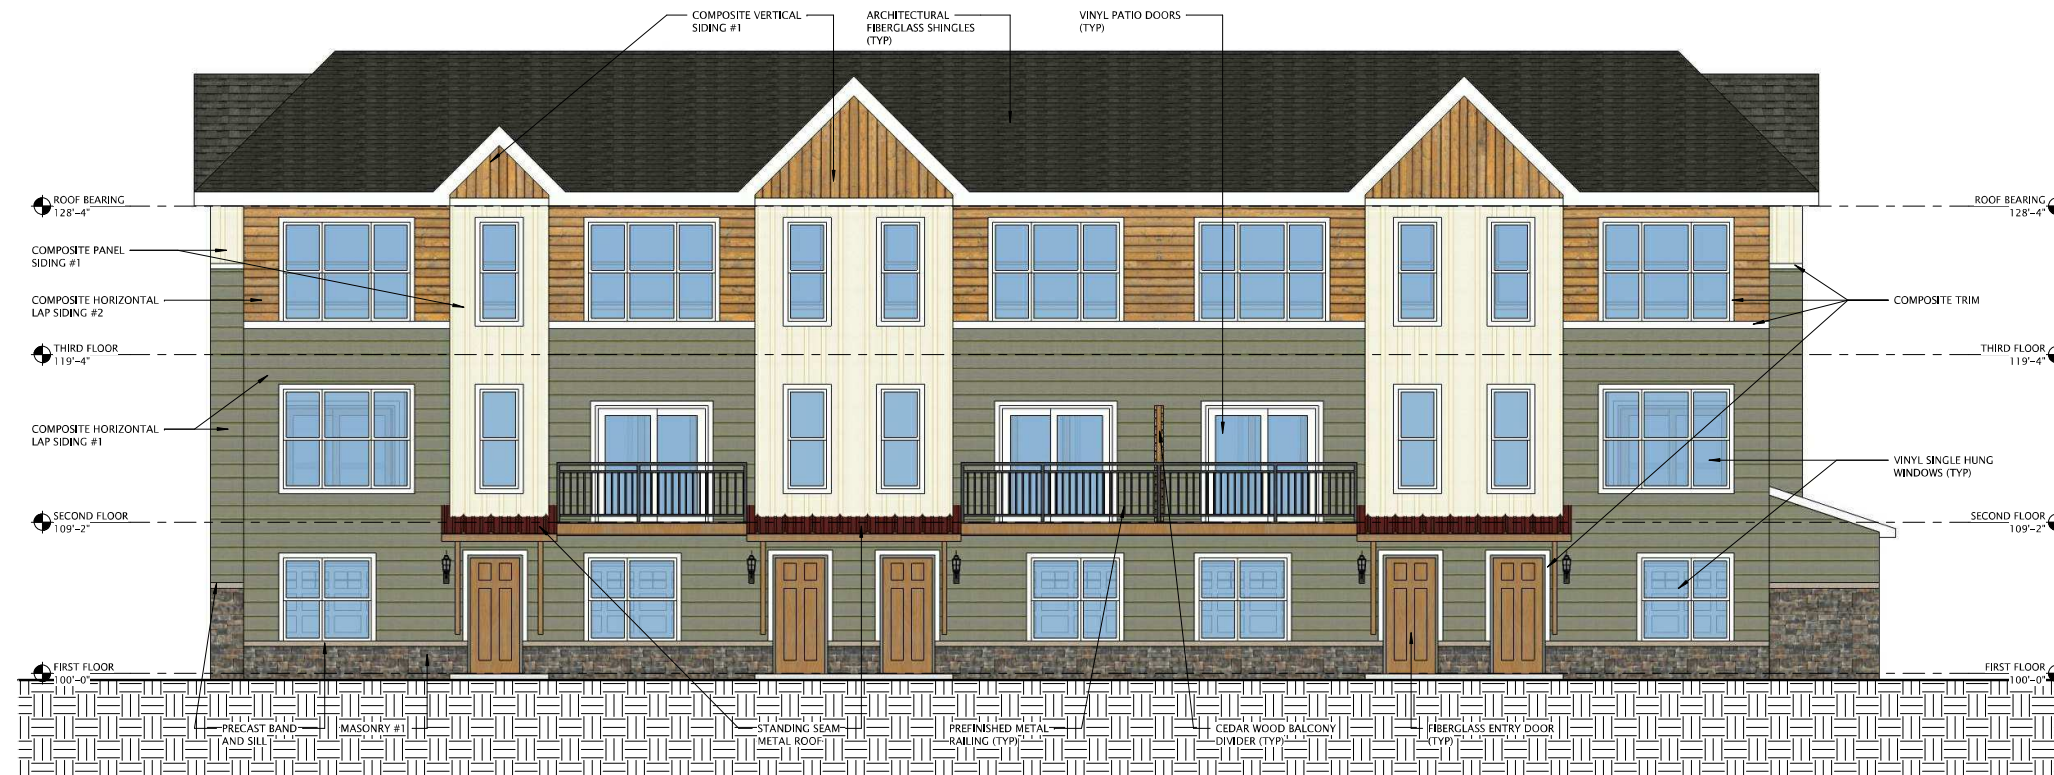 COMPOSITE VERTICAL
SIDING #1
ARCHITECTURAL
FIBERGLASS SHINGLES
(TYP)
VINYL PATIO DOORS
(TYP)
ROOF BEARING
128'-4"
ROOF BEARING
128'-4"
COMPOSITE PANEL
SIDING #1
COMPOSITE HORIZONTAL
LAP SIDING #2
COMPOSITE TRIM
THIRD FLOOR
119'-4"
THIRD FLOOR
119'-4"
COMPOSITE HORIZONTAL
LAP SIDING #1
VINYL SINGLE HUNG
WINDOWS (TYP)
SECOND FLOOR
109'-2"
SECOND FLOOR
109'-2"
FIRST FLOOR
100'-0"
FIRST FLOOR
100'-0"
PRECAST BAND
AND SILL
MASONRY #1
STANDING SEAM
METAL ROOF
PREFINISHED METAL
RAILING (TYP)
CEDAR WOOD BALCONY
DIVIDER (TYP)
FIBERGLASS ENTRY DOOR
(TYP)